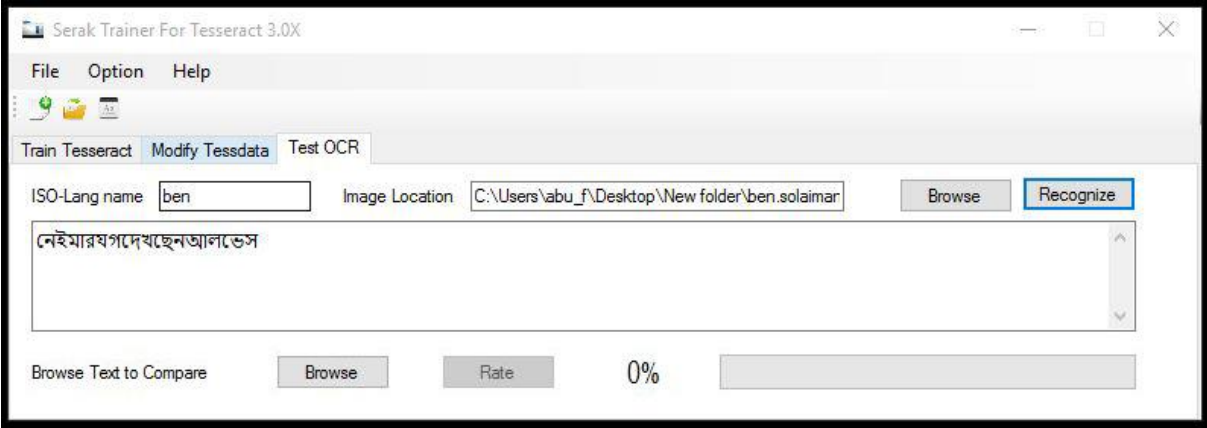 Serak Trainer For Tesseract 3.0X
File Option Help
Train Tesseract Modify Tessdata Test OCR
ISO-Lang name ben Image Location C:\Users\abu_f\Desktop\New folder\ben.solaimar Browse Recognize
নেইমারযগদেখছেনআলভেস
Browse Text to Compare Browse Rate 0%